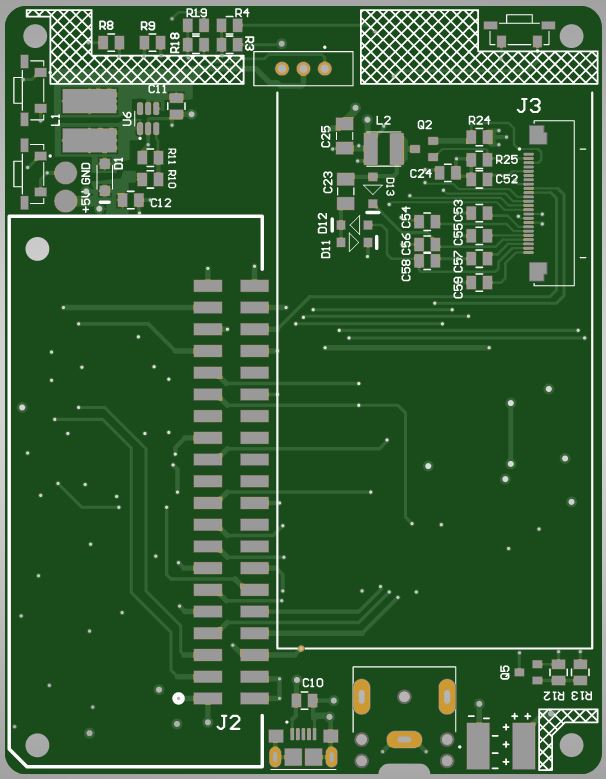 R8
R9
R19
R4
R18
R3
C11
L1
U6
R11
R10
D1
GND
+5V
C12
C25
L2
Q2
R24
J3
R25
C24
C52
C23
D13
D12
D11
C54
C53
C56
C55
C58
C57
C59
J2
C10
Q5
R12
R13
- -
+ +
+
-
+
-
+
-